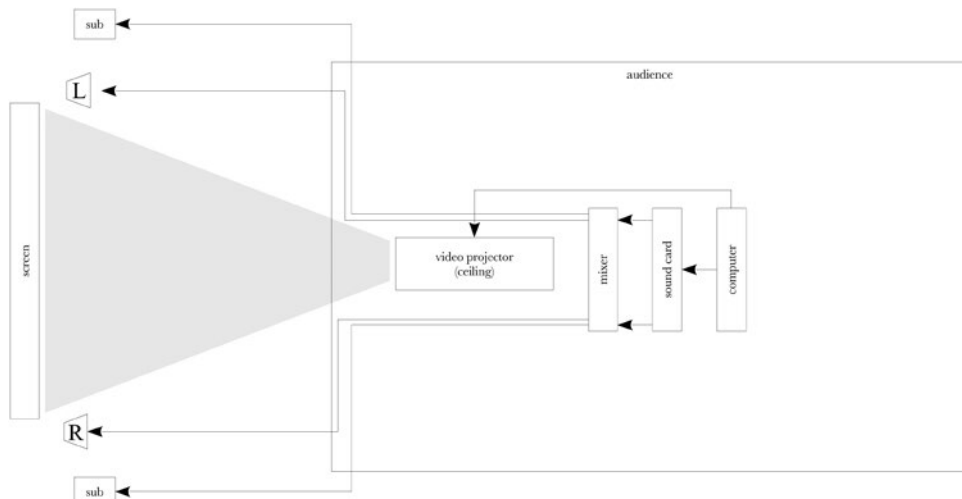 sub
audience
L
screen
video projector
(ceiling)
mixer
sound card
computer
R
sub